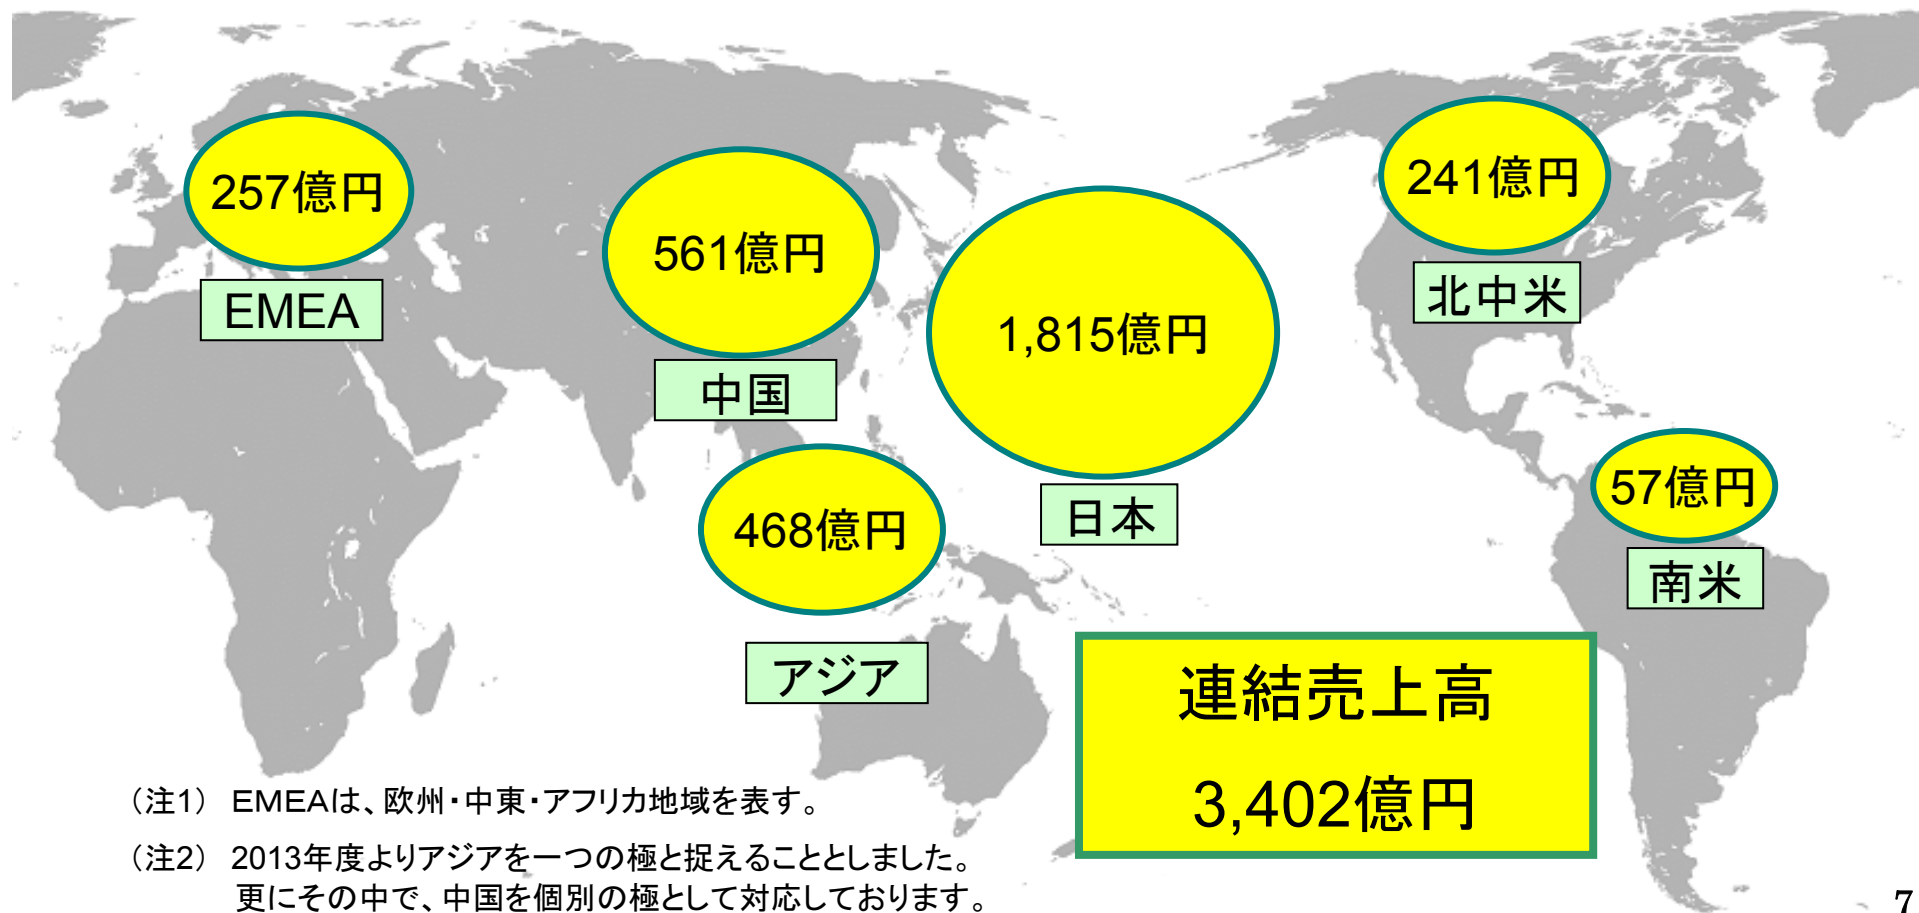 257億円
EMEA
561億円
中国
468億円
アジア
1,815億円
日本
241億円
北中米
57億円
南米
連結売上高
3,402億円
（注1） EMEAは、欧州・中東・アフリカ地域を表す。
（注2） 2013年度よりアジアを一つの極と捉えることとしました。
更にその中で、中国を個別の極として対応しております。
7